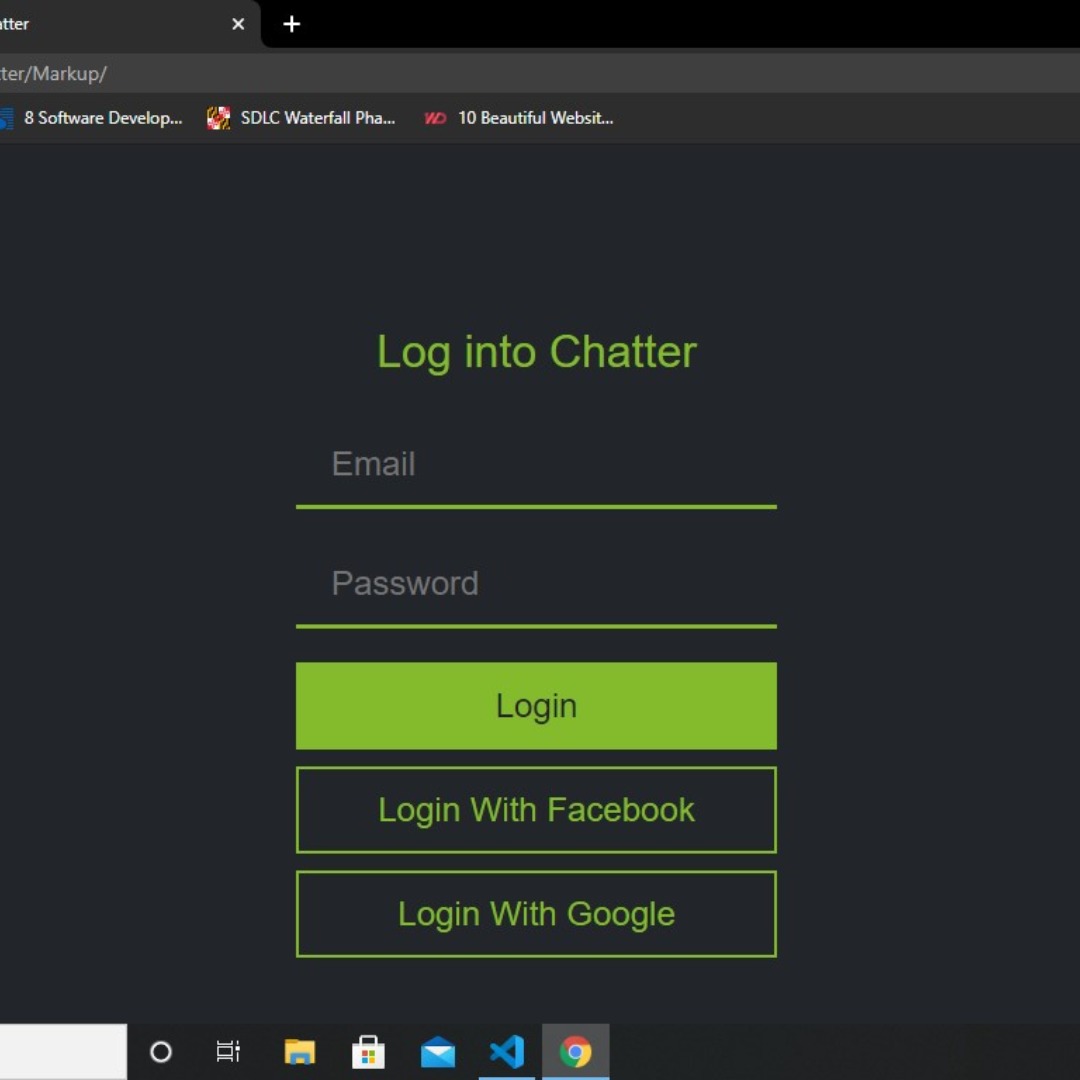 tter
ter/Markup/
8 Software Develop... SDLC Waterfall Pha... WD 10 Beautiful Websit...
Log into Chatter
Email
Password
Login
Login With Facebook
Login With Google